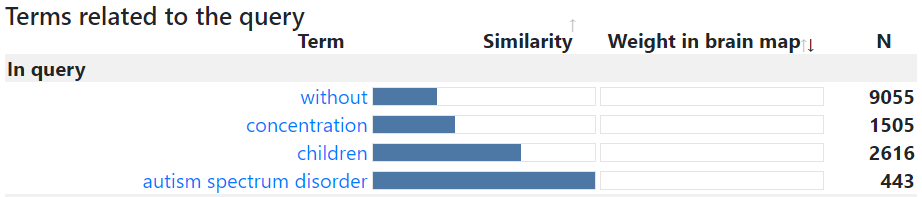 Terms related to the query
Term Similarity↑ Weight in brain map↑↓ N
In query
without 9055
concentration 1505
children 2616
autism spectrum disorder 443